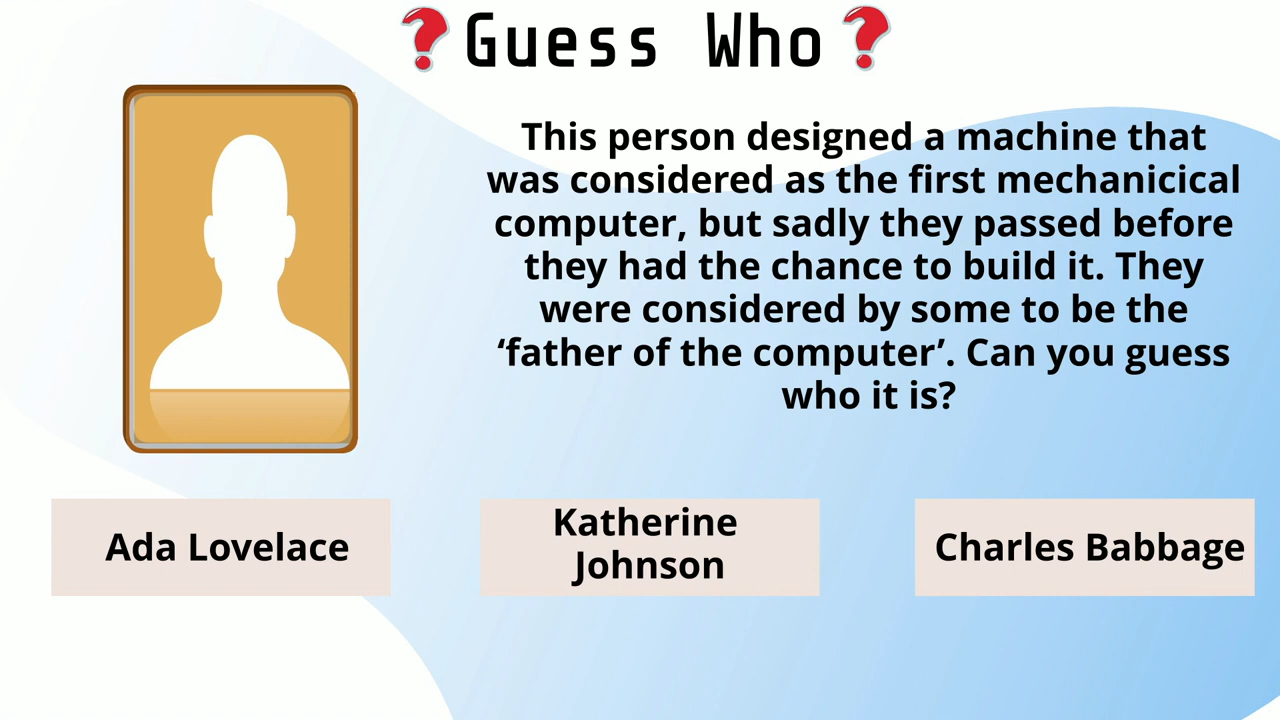 ❓Guess Who❓
This person designed a machine that
was considered as the first mechanicical
computer, but sadly they passed before
they had the chance to build it. They
were considered by some to be the
‘father of the computer’. Can you guess
who it is?
Ada Lovelace
Katherine
Johnson
Charles Babbage